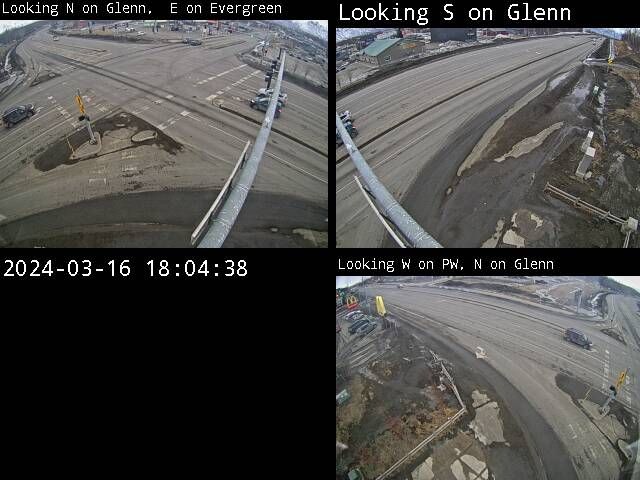 Looking N on Glenn,  E on Evergreen
Looking S on Glenn
2024-03-16 18:04:38
Looking W on PW, N on Glenn